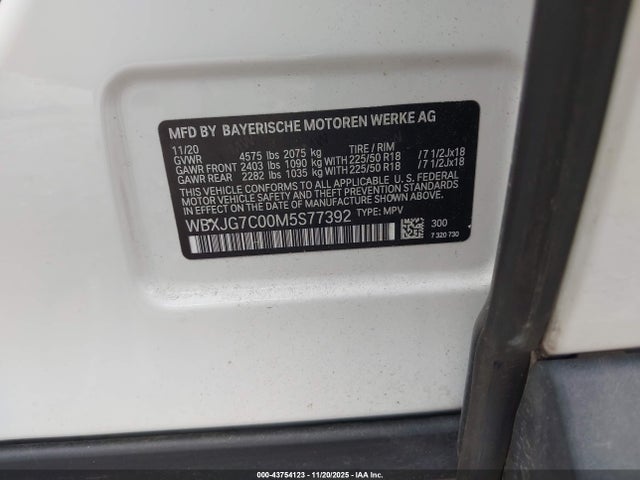 MFD BY BAYERISCHE MOTOREN WERKE AG
11/20
GVWR 4575 lbs 2075 kg TIRE / RIM
GAWR FRONT 2403 lbs 1090 kg WITH 225/50 R18 /7 1/2Jx18
GAWR REAR 2282 lbs 1035 kg WITH 225/50 R18 /7 1/2Jx18
THIS VEHICLE CONFORMS TO ALL APPLICABLE U.S. FEDERAL
MOTOR VEHICLE SAFETY STANDARDS IN EFFECT ON
THE DATE OF MANUFACTURE SHOWN ABOVE.
WBXJG7C00M5S77392 TYPE: MPV
300
7 320 730
000-43754123 - 11/20/2025 - IAA Inc.